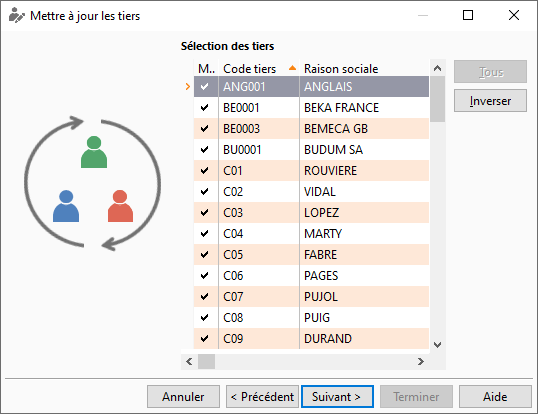 Mettre à jour les tiers
Sélection des tiers
M.. Code tiers Raison sociale
ANG001 ANGLAIS
BE0001 BEKA FRANCE
BE0003 BEMECA GB
BU0001 BUDUM SA
C01 ROUVIERE
C02 VIDAL
C03 LOPEZ
C04 MARTY
C05 FABRE
C06 PAGES
C07 PUJOL
C08 PUIG
C09 DURAND
Tous
Inverser
Annuler < Précédent Suivant > Terminer Aide